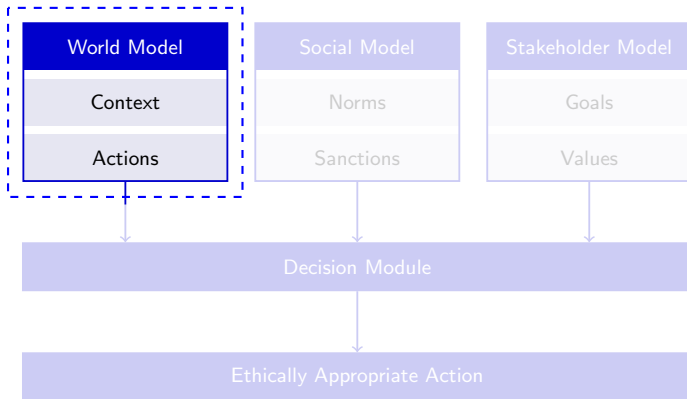 World Model
Social Model
Stakeholder Model
Context
Norms
Goals
Actions
Sanctions
Values
Decision Module
Ethically Appropriate Action